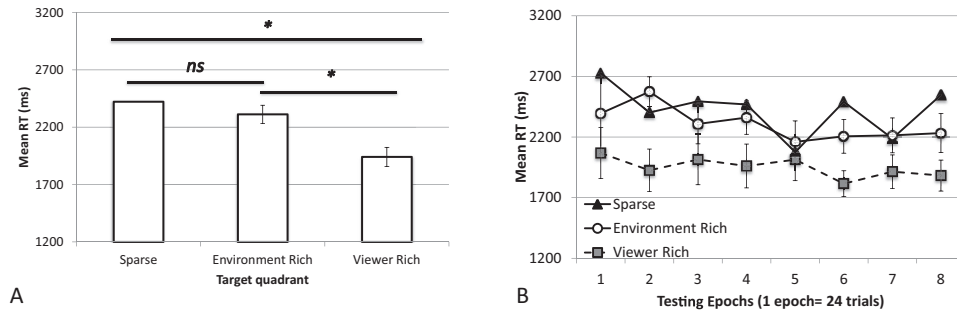 3200
2700
2200
1700
1200
Mean RT (ms)
*
ns
*
Sparse Environment Rich Viewer Rich
Target quadrant
A
3200
2700
2200
1700
1200
Mean RT (ms)
Sparse
Environment Rich
Viewer Rich
1 2 3 4 5 6 7 8
Testing Epochs (1 epoch= 24 trials)
B